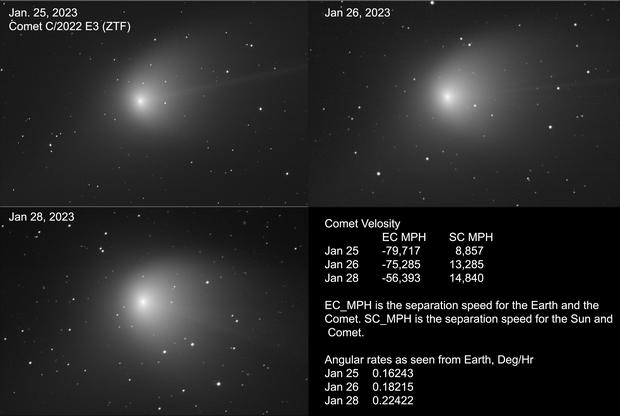 Jan. 25, 2023
Comet C/2022 E3 (ZTF)
Jan 26, 2023
Jan 28, 2023
Comet Velosity
EC MPH SC MPH
Jan 25 -79,717 8,857
Jan 26 -75,285 13,285
Jan 28 -56,393 14,840
EC_MPH is the separation speed for the Earth and the
Comet. SC_MPH is the separation speed for the Sun and
Comet.
Angular rates as seen from Earth, Deg/Hr
Jan 25 0.16243
Jan 26 0.18215
Jan 28 0.22422